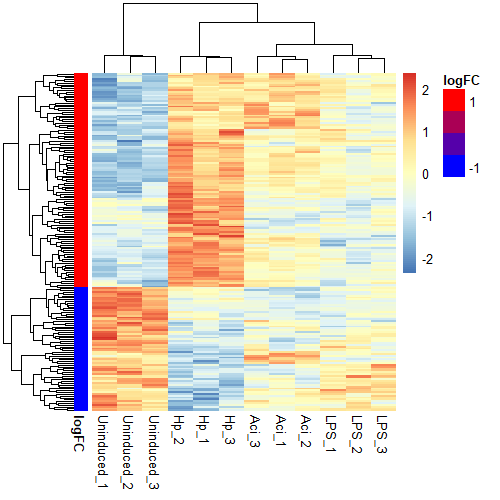 logFC
1
-1
2
1
0
-1
-2
logFC
Uninduced_1
Uninduced_2
Uninduced_3
Hp_2
Hp_1
Hp_3
Aci_3
Aci_1
Aci_2
LPS_1
LPS_2
LPS_3